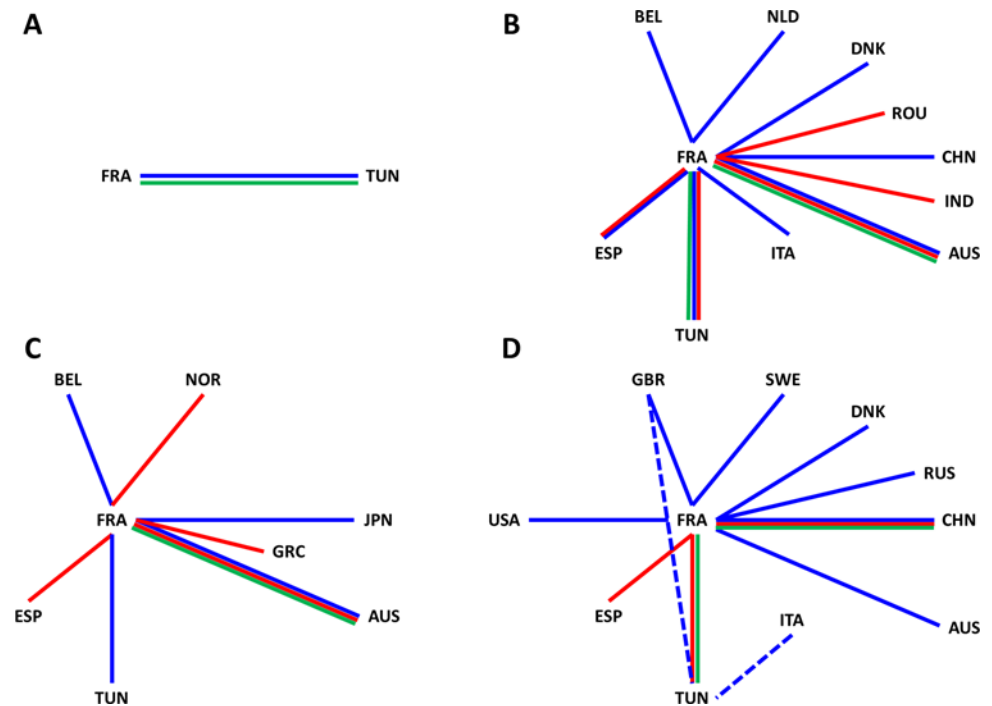 A
FRA
TUN
B
BEL
NLD
DNK
ROU
FRA
CHN
IND
ESP
ITA
AUS
TUN
C
BEL
NOR
FRA
JPN
GRC
ESP
AUS
TUN
D
GBR
SWE
DNK
RUS
USA
FRA
CHN
ESP
ITA
AUS
TUN